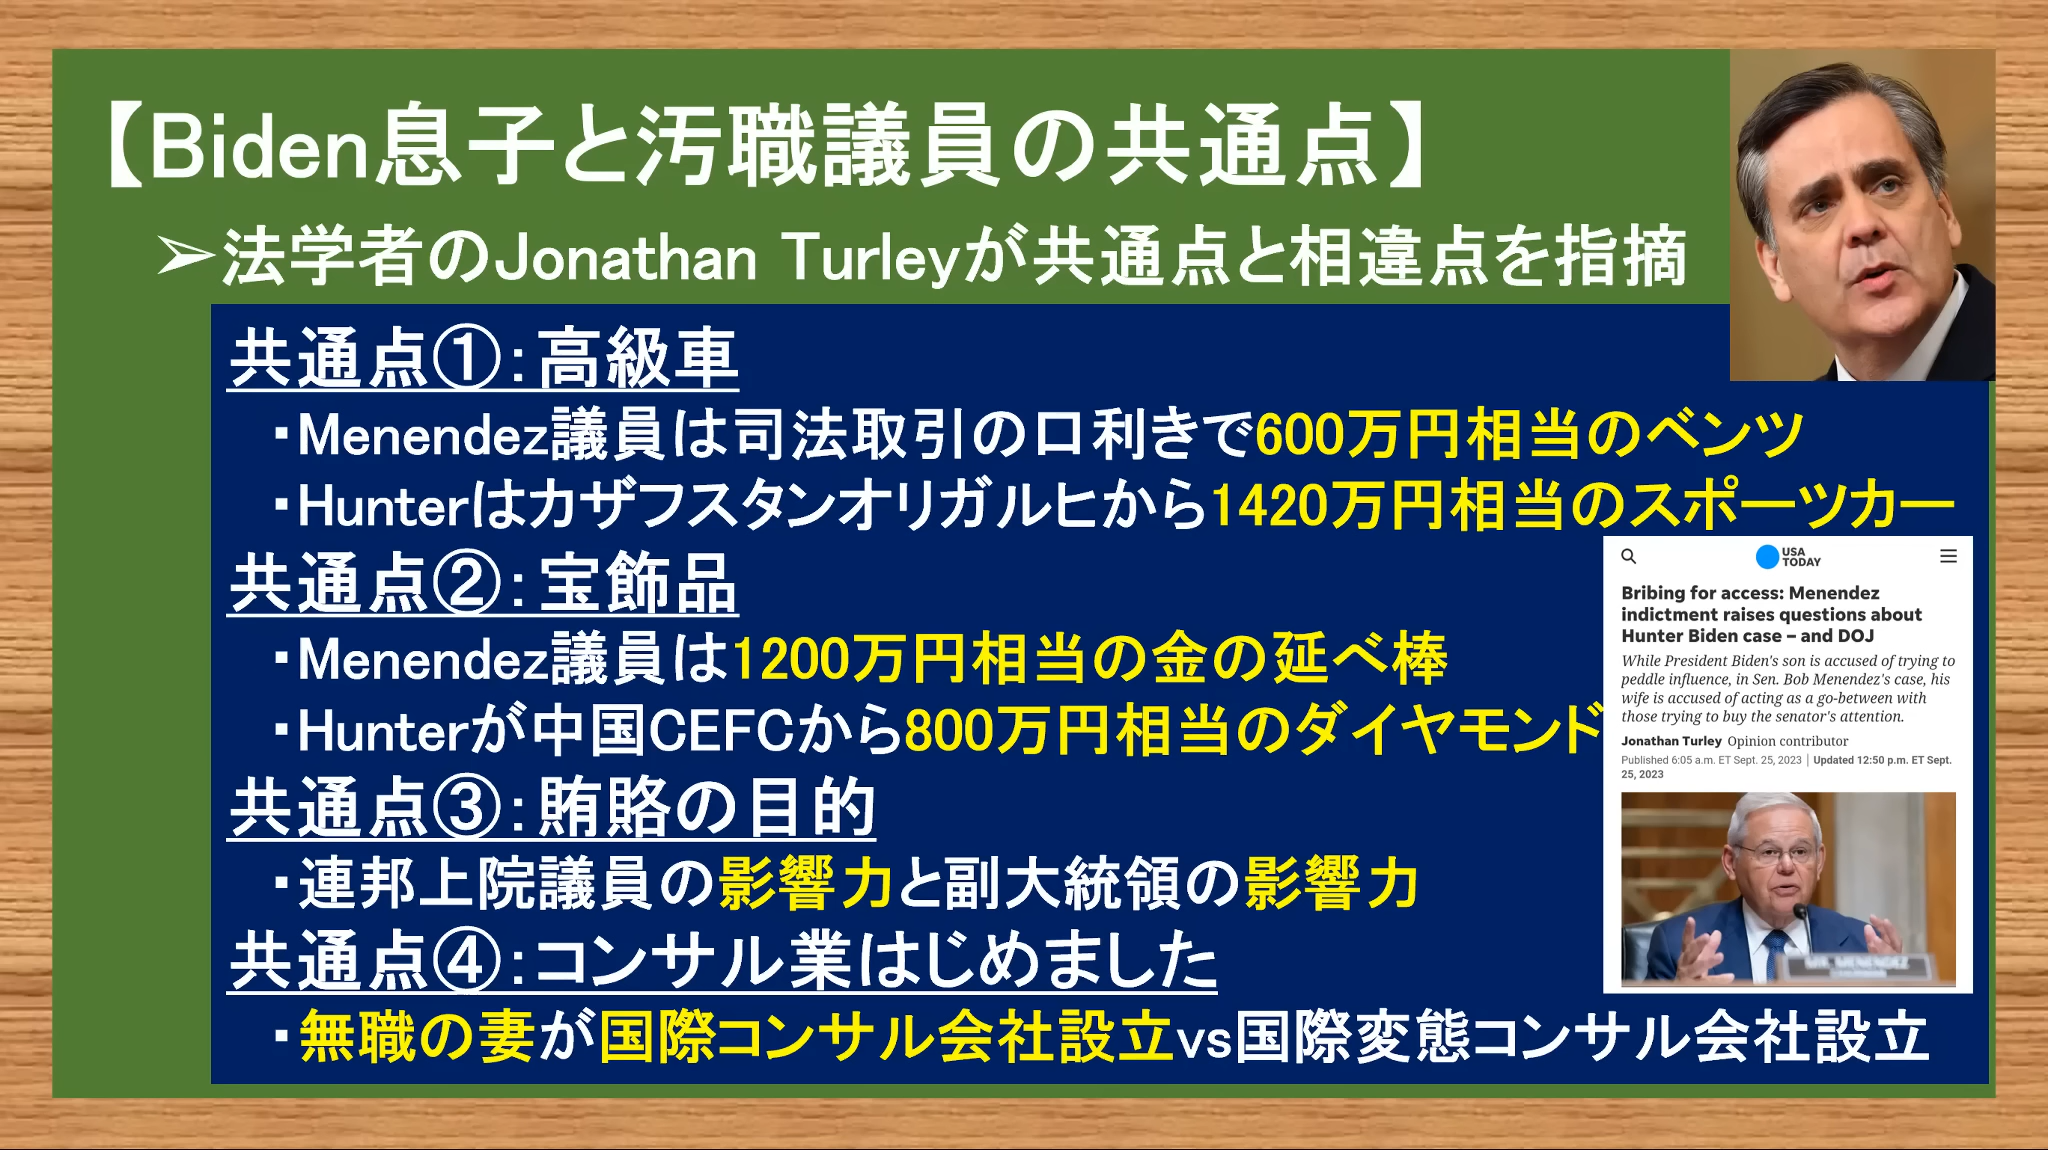 【Biden息子と汚職議員の共通点】
➢法学者のJonathan Turleyが共通点と相違点を指摘
共通点①：高級車
・Menendez議員は司法取引の口利きで600万円相当のベンツ
・Hunterはカザフスタンオリガルヒから1420万円相当のスポーツカー
共通点②：宝飾品
・Menendez議員は1200万円相当の金の延べ棒
・Hunterが中国CEFCから800万円相当のダイヤモンド
共通点③：賄賂の目的
・連邦上院議員の影響力と副大統領の影響力
共通点④：コンサル業はじめました
・無職の妻が国際コンサル会社設立vs国際変態コンサル会社設立
USA
TODAY
Bribing for access: Menendez
indictment raises questions about
Hunter Biden case – and DOJ
While President Biden's son is accused of trying to
peddle influence, in Sen. Bob Menendez's case, his
wife is accused of acting as a go-between with
those trying to buy the senator's attention.
Jonathan Turley Opinion contributor
Published 6:05 a.m. ET Sept. 25, 2023 | Updated 12:50 p.m. ET Sept.
25, 2023
MR. MENENDEZ